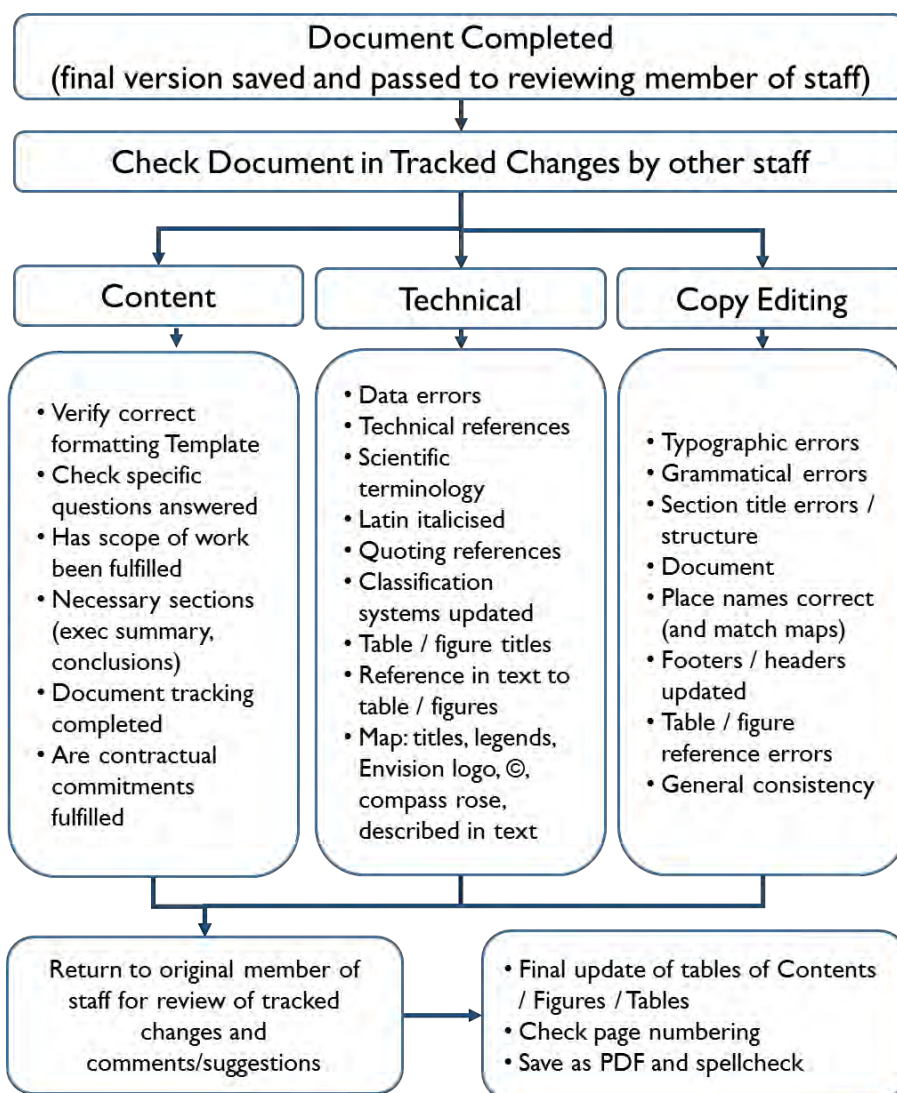 Document Completed
(final version saved and passed to reviewing member of staff)
Check Document in Tracked Changes by other staff
Content
Technical
Copy Editing
• Verify correct
formatting Template
• Check specific
questions answered
• Has scope of work
been fulfilled
• Necessary sections
(exec summary,
conclusions)
• Document tracking
completed
• Are contractual
commitments
fulfilled
• Data errors
• Technical references
• Scientific
terminology
• Latin italicised
• Quoting references
• Classification
systems updated
• Table / figure titles
• Reference in text to
table / figures
• Map: titles, legends,
Envision logo, ©,
compass rose,
described in text
• Typographic errors
• Grammatical errors
• Section title errors /
structure
• Document
• Place names correct
(and match maps)
• Footers / headers
updated
• Table / figure
reference errors
• General consistency
Return to original member of
staff for review of tracked
changes and
comments/suggestions
• Final update of tables of Contents
/ Figures / Tables
• Check page numbering
• Save as PDF and spellcheck